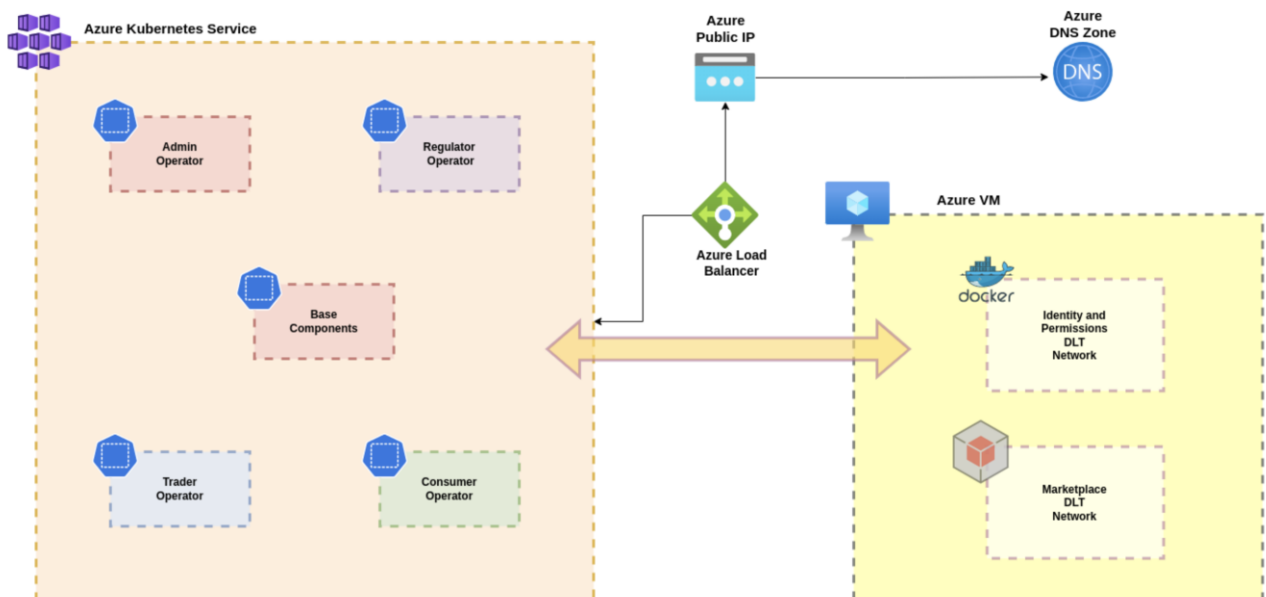 Azure Kubernetes Service
Azure
Public IP
Azure
DNS Zone
DNS
Admin
Operator
Regulator
Operator
Azure VM
Azure Load
Balancer
docker
Base
Components
Identity and
Permissions
DLT
Network
Trader
Operator
Consumer
Operator
Marketplace
DLT
Network